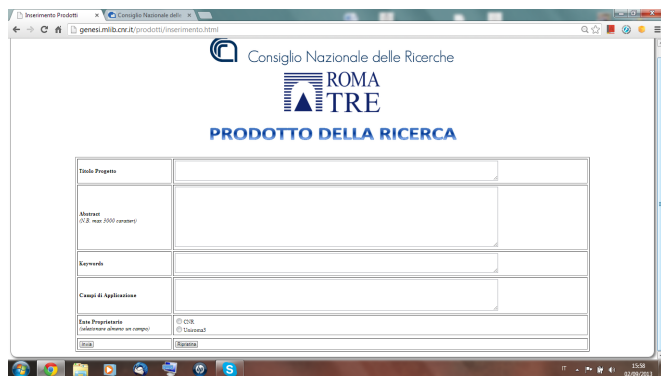 Inserimento Prodotti
Consiglio Nazionale delle
genesi.mlib.cnr.it/prodotti/inserimento.html
Consiglio Nazionale delle Ricerche
ROMA
TRE
PRODOTTO DELLA RICERCA
Titolo Progetto
Abstract
(N.B. max 3000 caratteri)
Keywords
Campi di Applicazione
Ente Proprietario
(selezionare almeno un campo)
CNR
Uniroma3
Invia
Ripristina
IT
15:58
02/09/2013